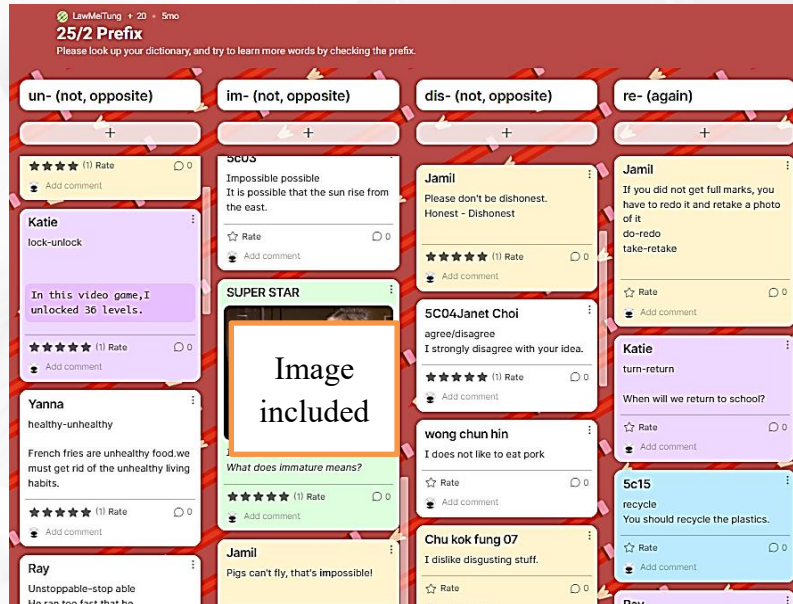 LawMeiTung + 20 • 5mo
25/2 Prefix
Please look up your dictionary, and try to learn more words by checking the prefix.
un- (not, opposite)
+
★★★★ (1) Rate 0
Add comment
Katie
lock-unlock
In this video game,I
unlocked 36 levels.
★★★★★ (1) Rate 0
Add comment
Yanna
healthy-unhealthy
French fries are unhealthy food.we
must get rid of the unhealthy living
habits.
★★★★★ (1) Rate 0
Add comment
Ray
Unstoppable-stop able
He ran too fast that he
im- (not, opposite)
+
5c03
Impossible possible
It is possible that the sun rise from
the east.
☆ Rate 0
Add comment
SUPER STAR
Image
included
What does immature means?
★★★★★ (1) Rate 0
Add comment
Jamil
Pigs can't fly, that's impossible!
dis- (not, opposite)
+
Jamil
Please don't be dishonest.
Honest - Dishonest
★★★★★ (1) Rate 0
Add comment
5C04Janet Choi
agree/disagree
I strongly disagree with your idea.
★★★★★ (1) Rate 0
Add comment
wong chun hin
I does not like to eat pork
☆ Rate 0
Add comment
Chu kok fung 07
I dislike disgusting stuff.
☆ Rate 0
re- (again)
+
Jamil
If you did not get full marks, you
have to redo it and retake a photo
of it
do-redo
take-retake
☆ Rate 0
Add comment
Katie
turn-return
When will we return to school?
☆ Rate 0
Add comment
5c15
recycle
You should recycle the plastics.
☆ Rate 0
Add comment
Ray